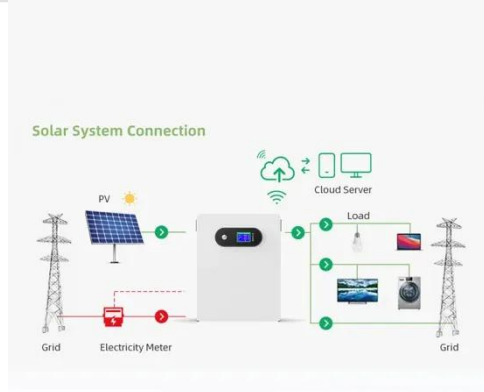 Solar System Connection
Cloud Server
PV
Load
Grid
Electricity Meter
Grid